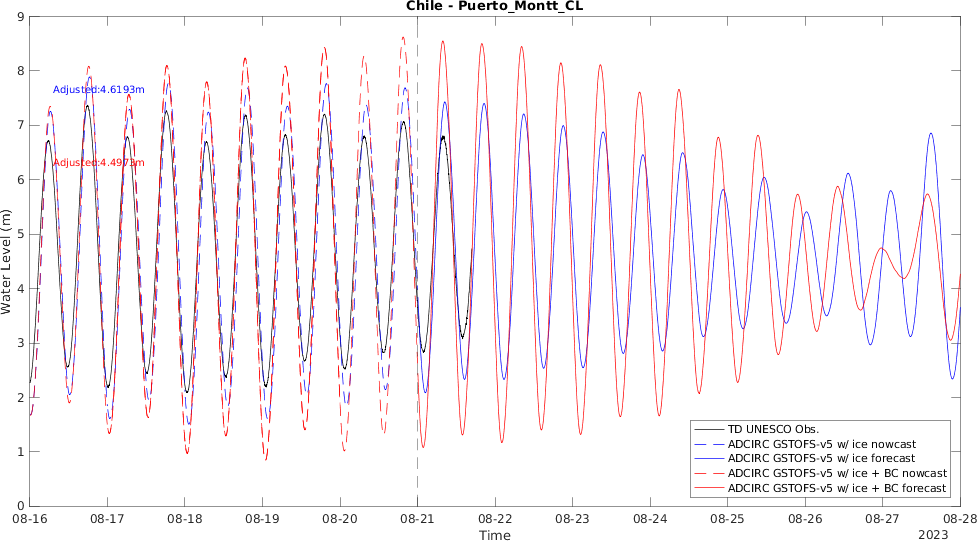 Chile - Puerto_Montt_CL
9
8
7
6
5
4
3
2
1
0
Water Level (m)
Adjusted:4.6193m
Adjusted:4.4973m
TD UNESCO Obs.
ADCIRC GSTOFS-v5 w/ ice nowcast
ADCIRC GSTOFS-v5 w/ ice forecast
ADCIRC GSTOFS-v5 w/ ice + BC nowcast
ADCIRC GSTOFS-v5 w/ ice + BC forecast
08-16 08-17 08-18 08-19 08-20 08-21 08-22 08-23 08-24 08-25 08-26 08-27 08-28
Time
2023